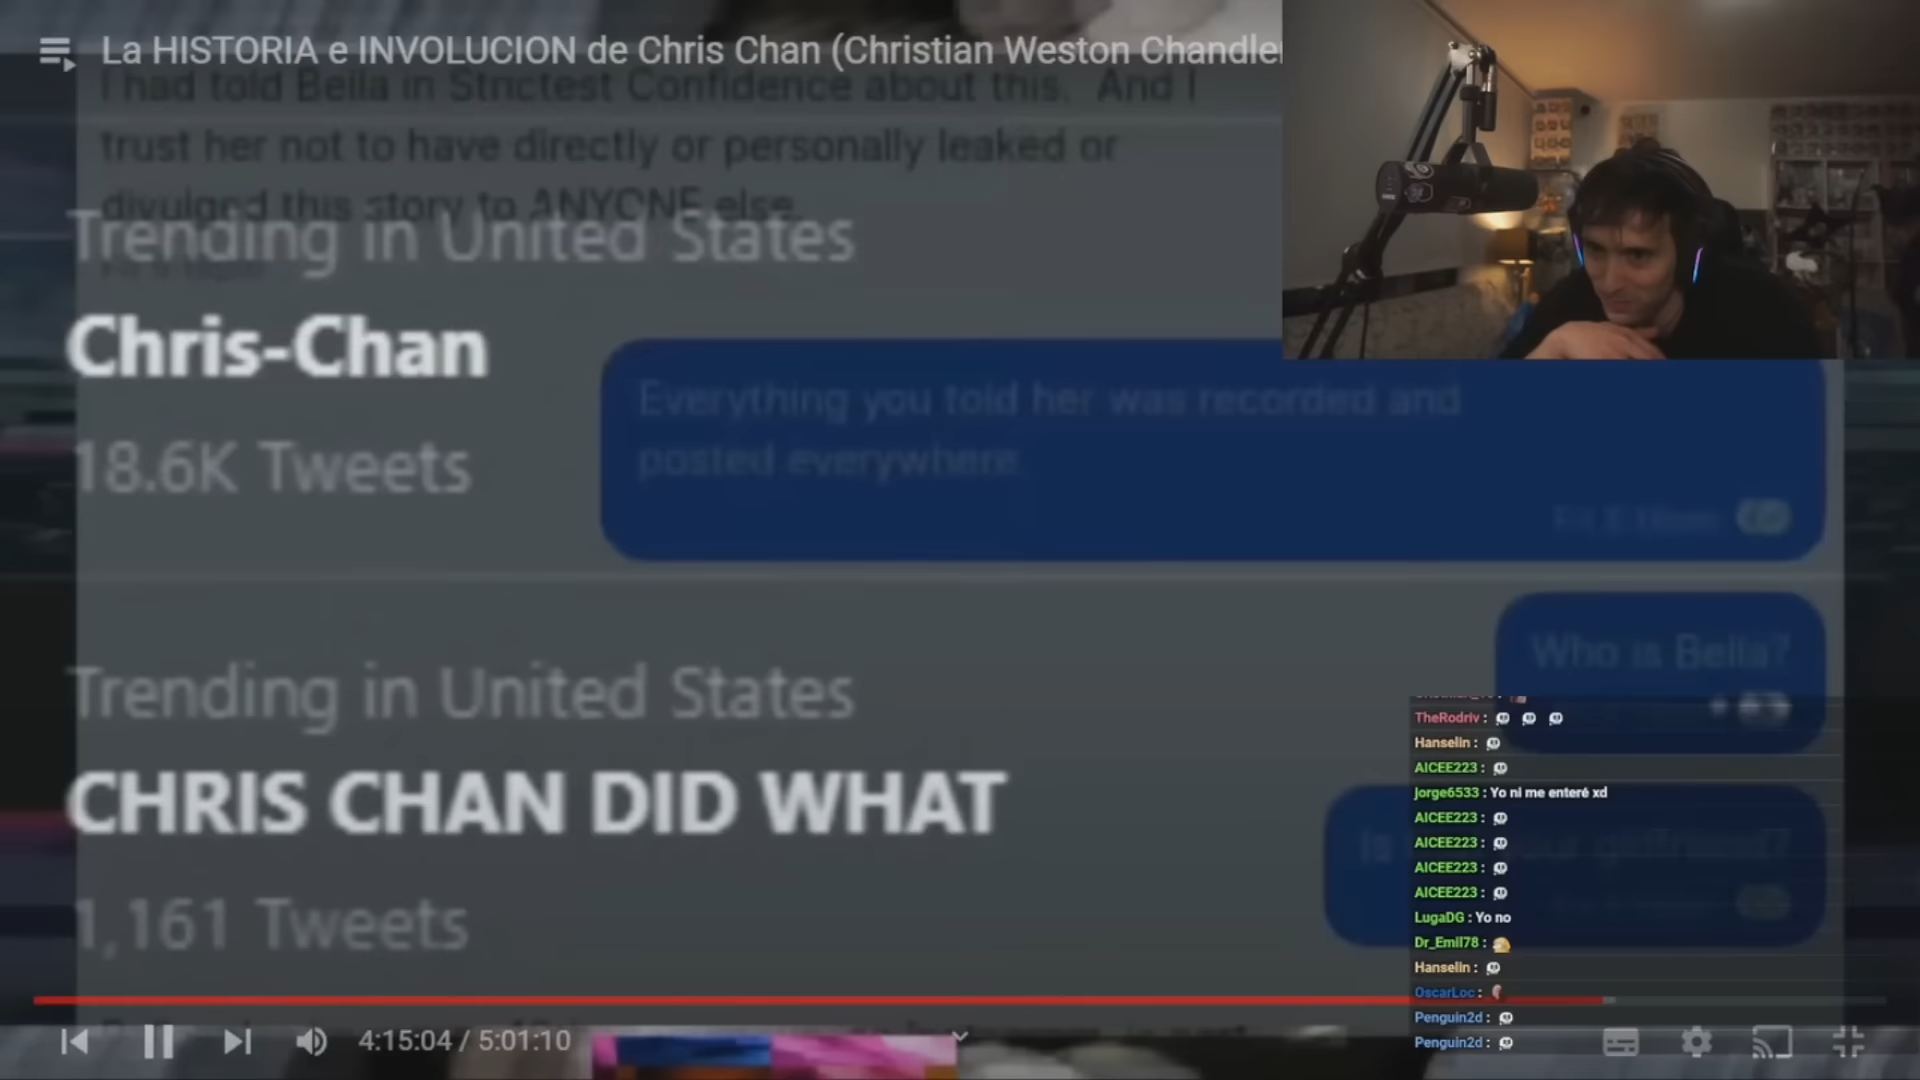 La HISTORIA e INVOLUCION de Chris Chan (Christian Weston Chandler
I had told Bella in Strictest Confidence about this. And I
trust her not to have directly or personally leaked or
divulged this story to ANYONE else.
Trending in United States
Chris-Chan
18.6K Tweets
Everything you told her was recorded and
posted everywhere.
Who is Bella?
Trending in United States
CHRIS CHAN DID WHAT
1,161 Tweets
Is girlfriend?
TheRodriv :
Hanselin :
AICEE223 :
Jorge6533 : Yo ni me enteré xd
AICEE223 :
AICEE223 :
AICEE223 :
AICEE223 :
LugaDG : Yo no
Dr_Emil78 :
Hanselin :
OscarLoc :
Penguin2d :
Penguin2d :
4:15:04 / 5:01:10